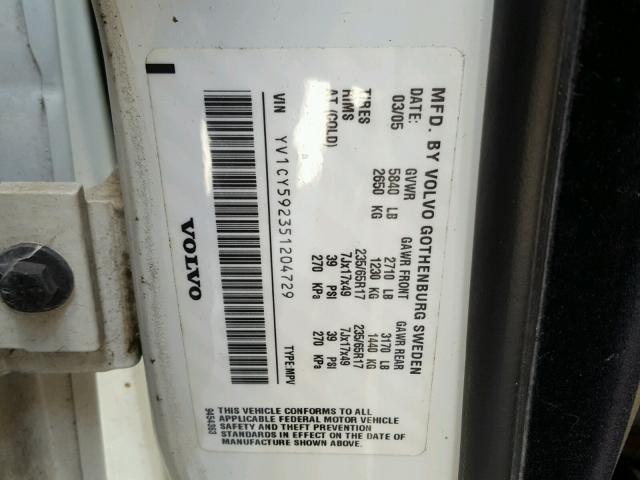 MFD. BY VOLVO GOTHENBURG SWEDEN
03/05 GVWR GAWR FRONT GAWR REAR
5840 LB 2710 LB 3170 LB
2650 KG 1230 KG 1440 KG
TIRES 235/65R17 235/65R17
RIMS 7Jx17x49 7Jx17x49
AT (COLD) 39 PSI 39 PSI
270 KPa 270 KPa
VIN YV1CY592351204729 TYPE:MPV
VOLVO
THIS VEHICLE CONFORMS TO ALL
APPLICABLE FEDERAL MOTOR VEHICLE
SAFETY AND THEFT PREVENTION
STANDARDS IN EFFECT ON THE DATE OF
MANUFACTURE SHOWN ABOVE.